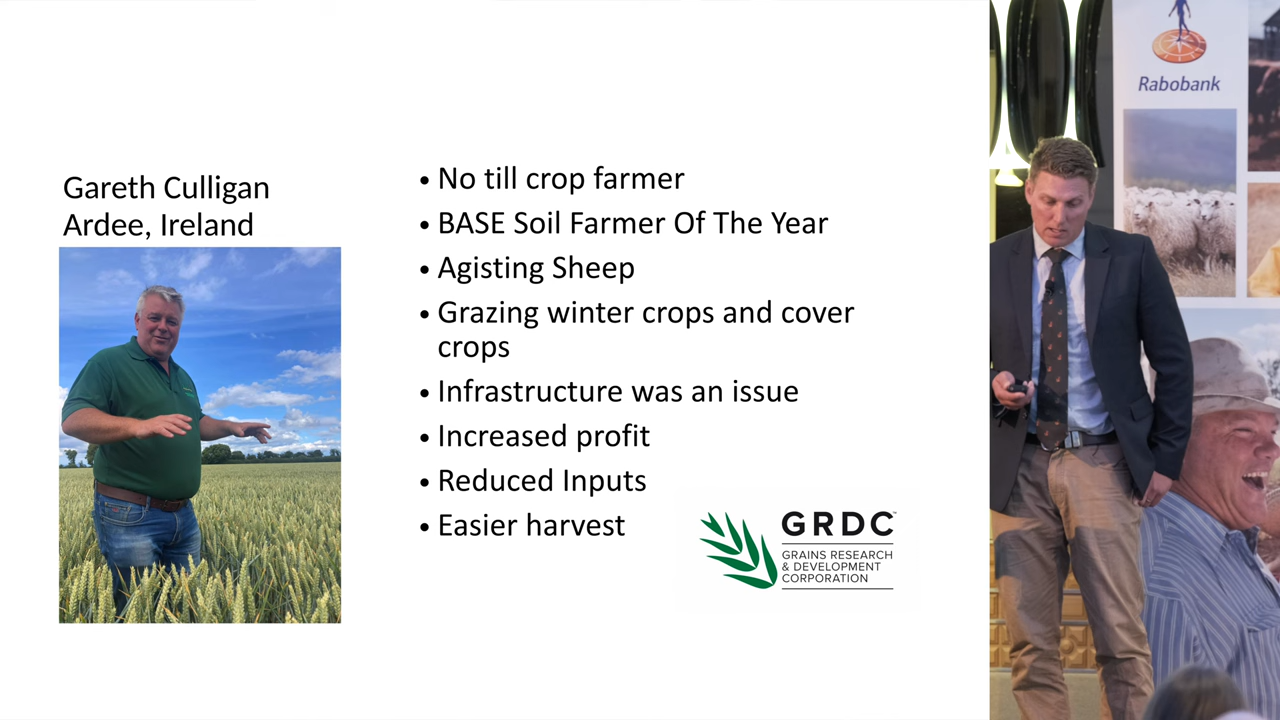 Gareth Culligan
Ardee, Ireland
• No till crop farmer
• BASE Soil Farmer Of The Year
• Agisting Sheep
• Grazing winter crops and cover
crops
• Infrastructure was an issue
• Increased profit
• Reduced Inputs
• Easier harvest
GRDC™
GRAINS RESEARCH
& DEVELOPMENT
CORPORATION
Rabobank